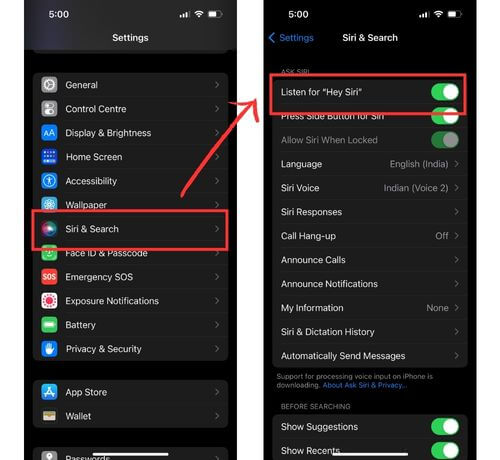 5:00
Settings
General
Control Centre
Display & Brightness
Home Screen
Accessibility
Wallpaper
Siri & Search
Face ID & Passcode
SOS
Emergency SOS
Exposure Notifications
Battery
Privacy & Security
App Store
Wallet
Passwords
5:00
Settings
Siri & Search
ASK SIRI
Listen for “Hey Siri”
Press Side Button for Siri
Allow Siri When Locked
Language English (India)
Siri Voice Indian (Voice 2)
Siri Responses
Call Hang-up Off
Announce Calls
Announce Notifications
My Information None
Siri & Dictation History
Automatically Send Messages
Support for processing voice input on iPhone is
downloading. About Ask Siri & Privacy...
BEFORE SEARCHING
Show Suggestions
Show Recents